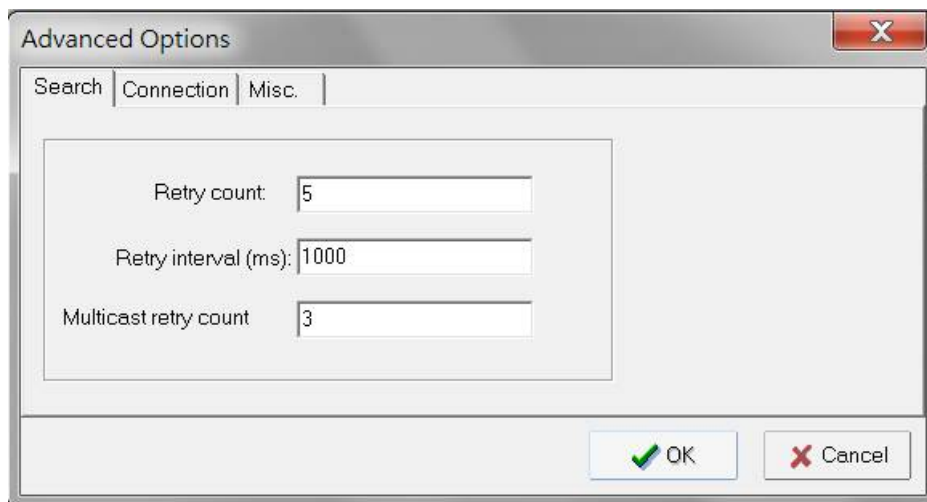 Advanced Options
Search Connection Misc.
Retry count: 5
Retry interval (ms): 1000
Multicast retry count 3
OK Cancel